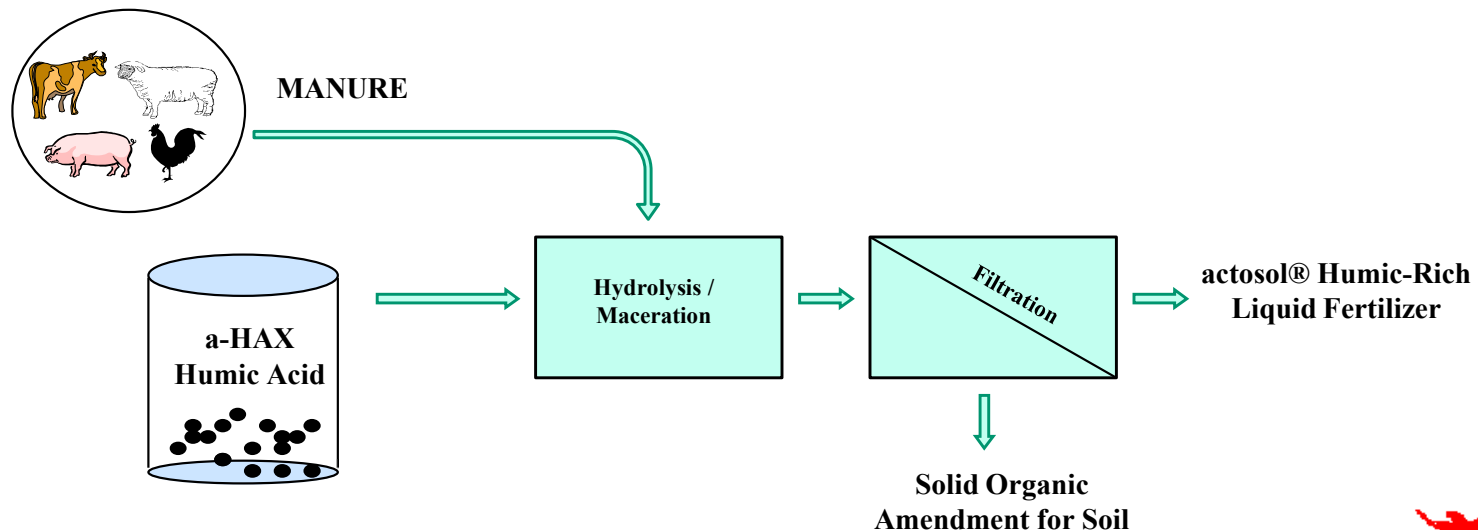 MANURE
a-HAX
Humic Acid
Hydrolysis /
Maceration
Filtration
actosol® Humic-Rich
Liquid Fertilizer
Solid Organic
Amendment for Soil